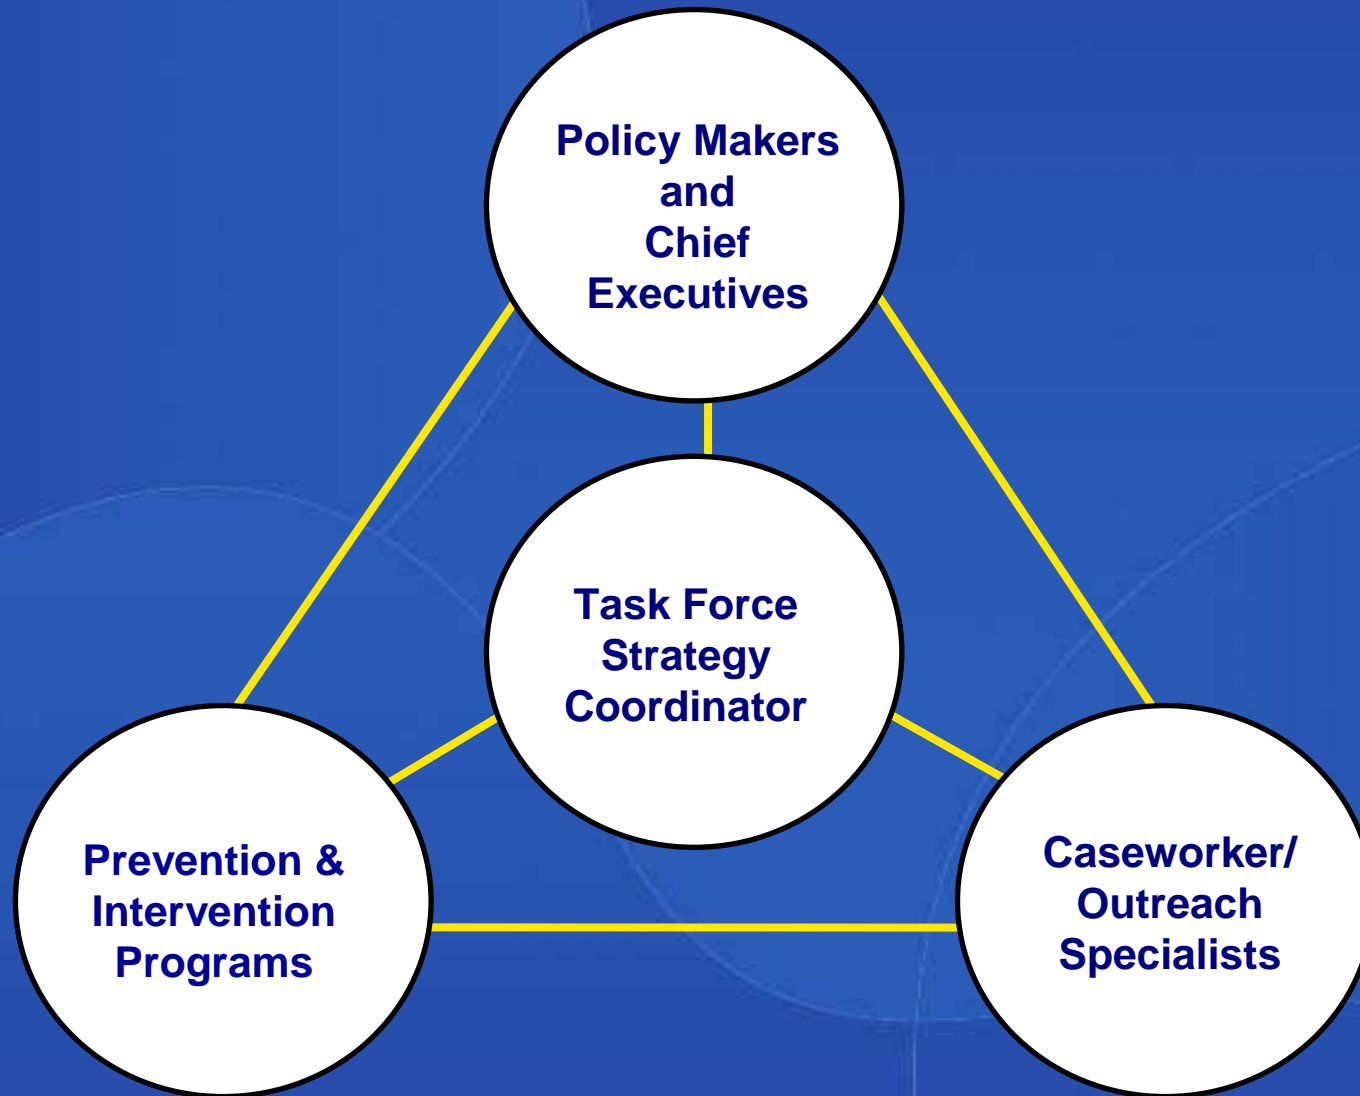 Policy Makers
and
Chief
Executives
Task Force
Strategy
Coordinator
Prevention &
Intervention
Programs
Caseworker/
Outreach
Specialists